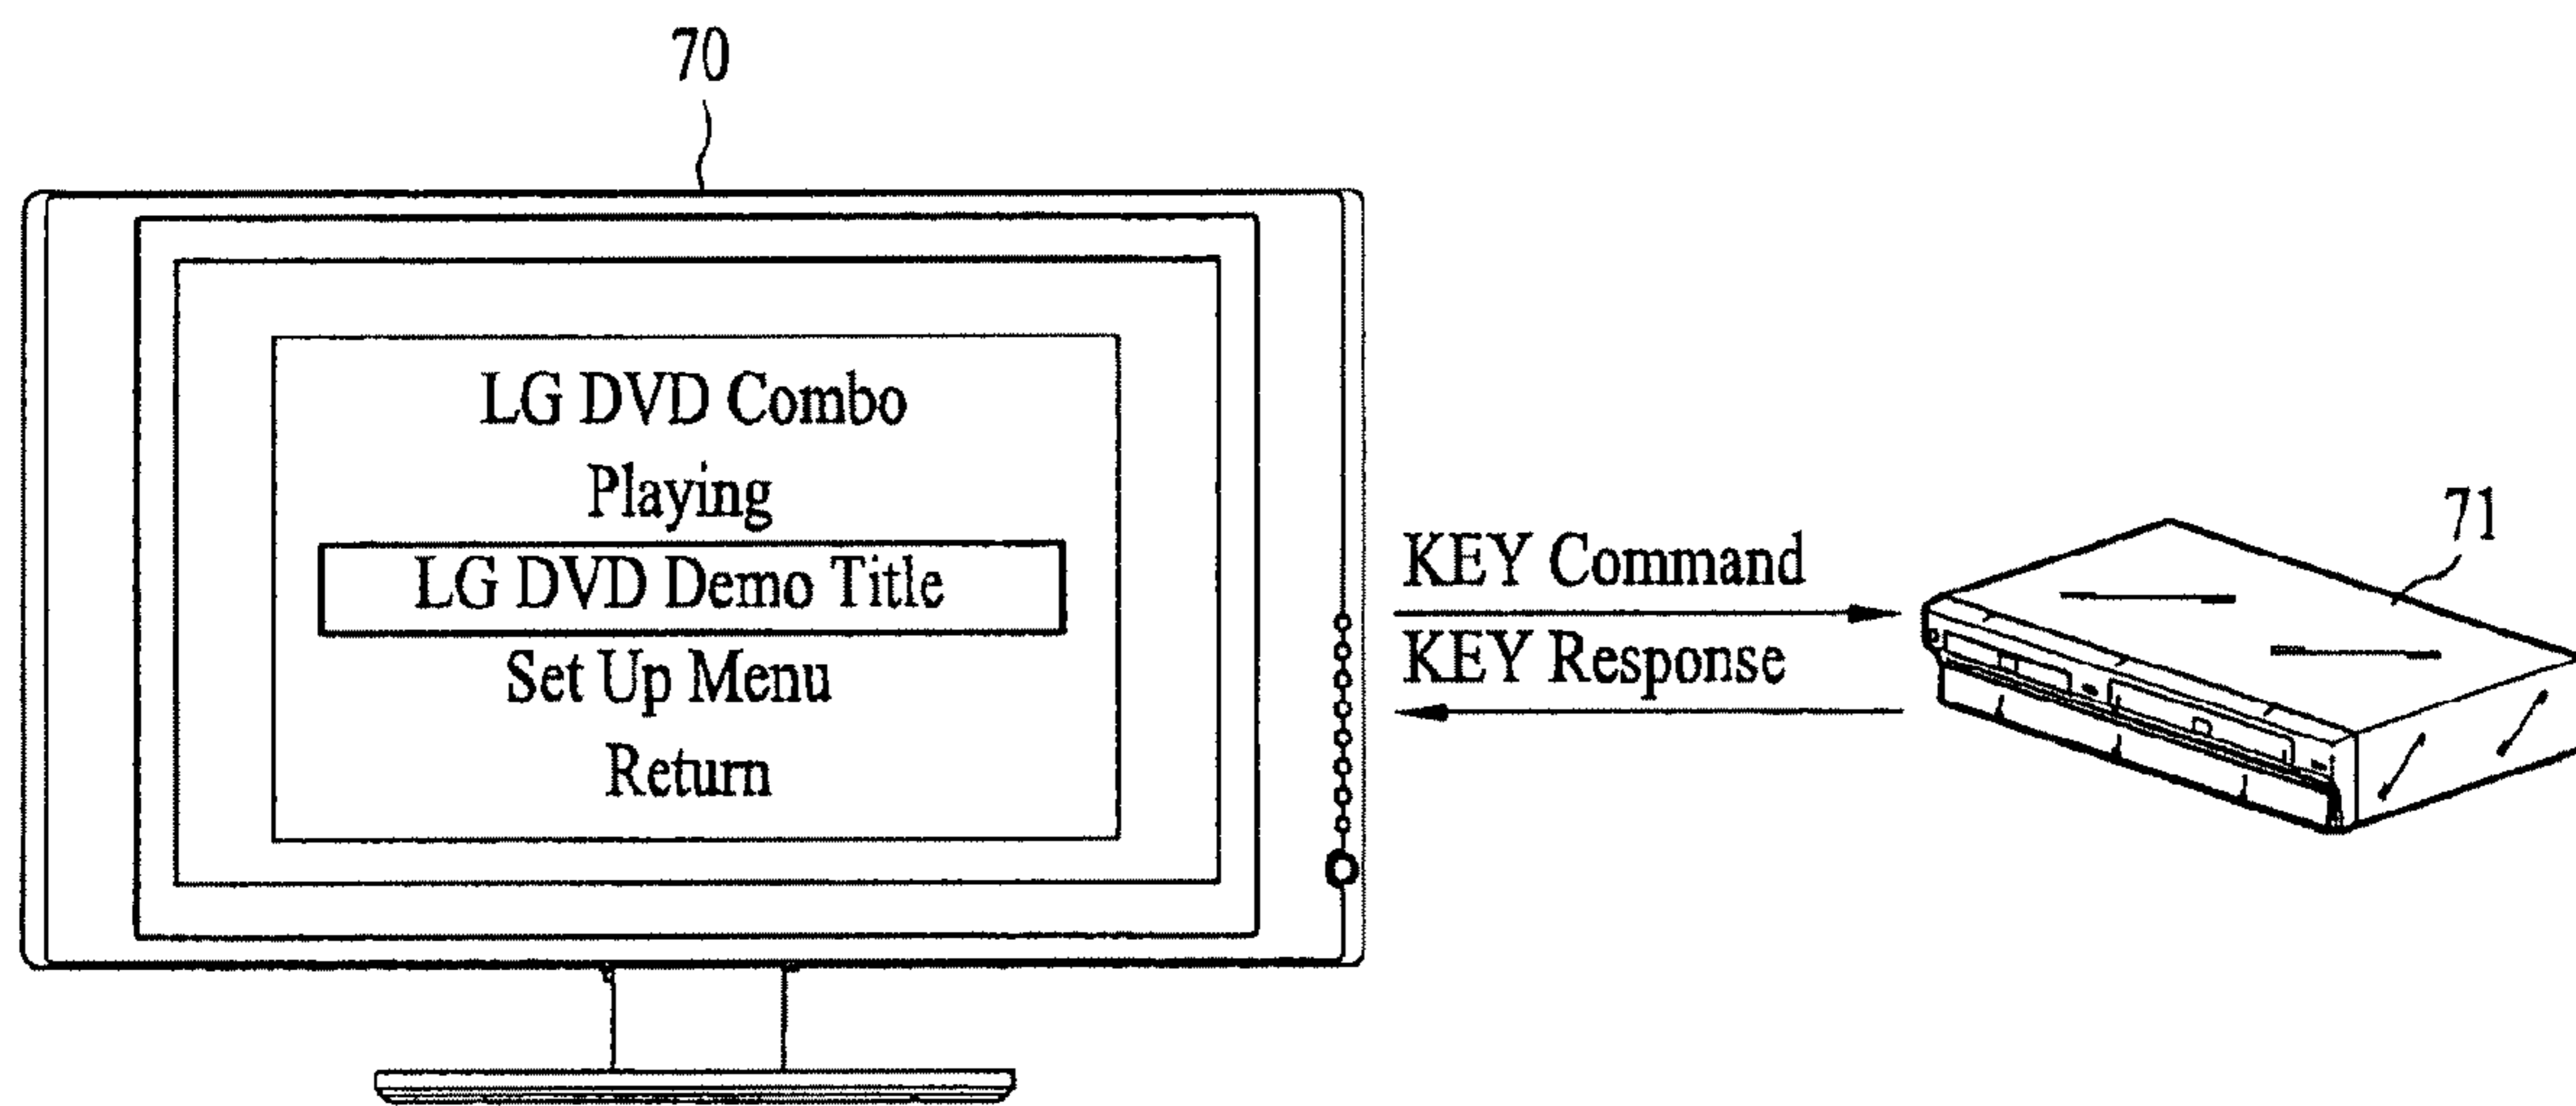 70
LG DVD Combo
Playing
LG DVD Demo Title
Set Up Menu
Return
KEY Command
KEY Response
71